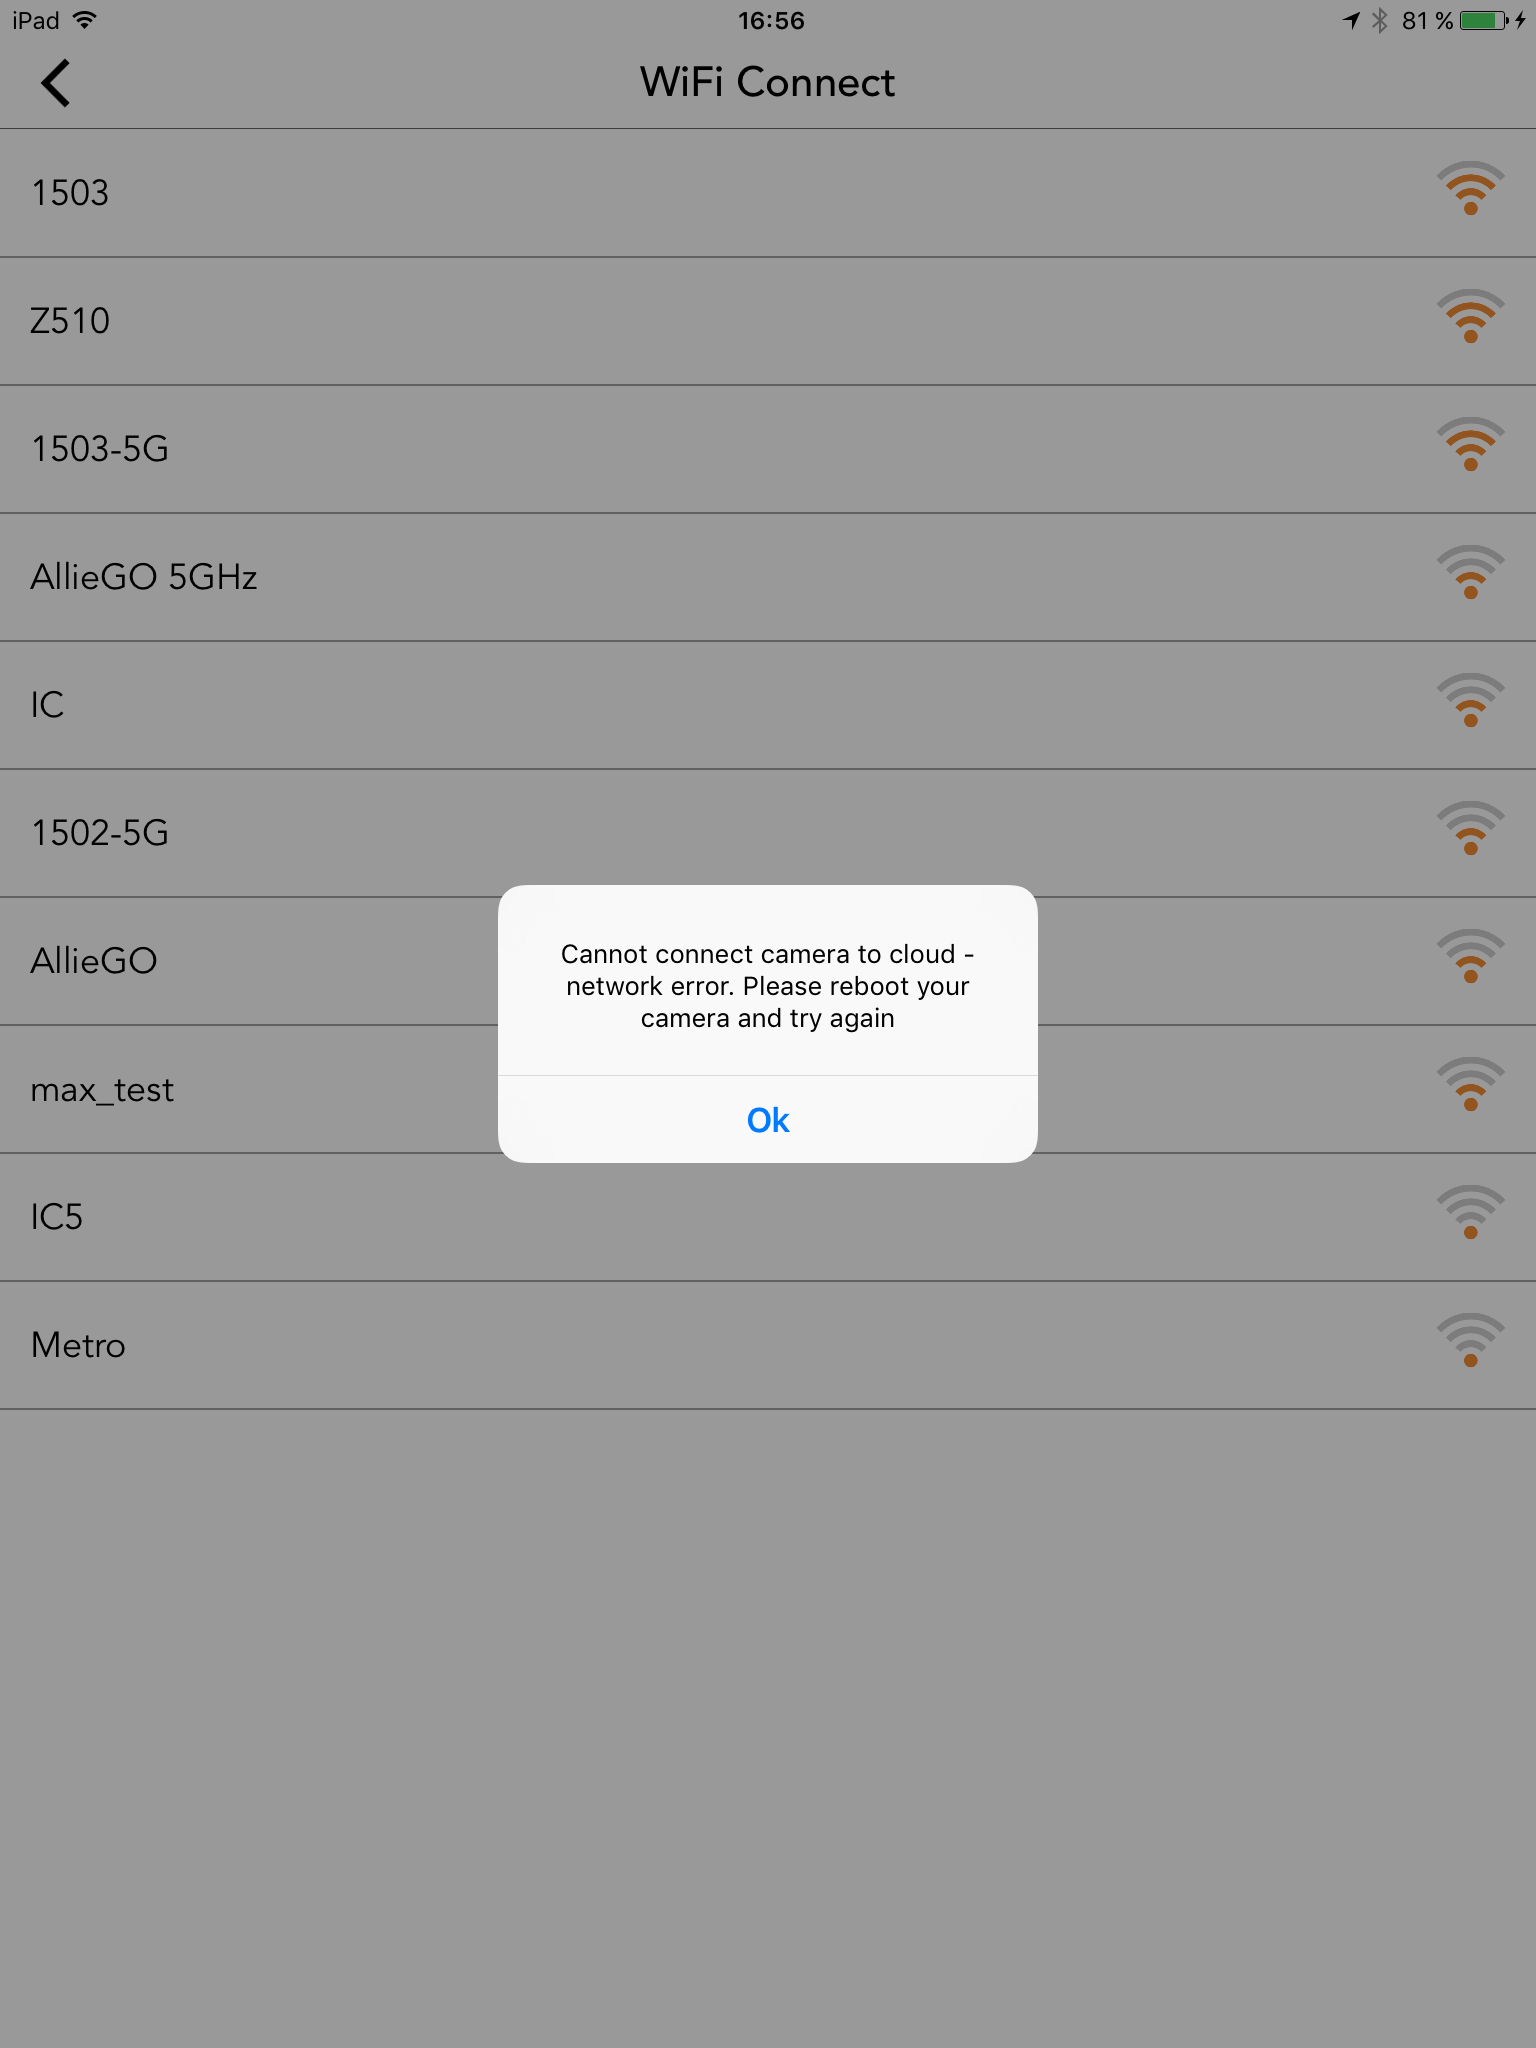 iPad 16:56 81 %
WiFi Connect
1503
Z510
1503-5G
AllieGO 5GHz
IC
1502-5G
AllieGO
max_test
IC5
Metro
Cannot connect camera to cloud -
network error. Please reboot your
camera and try again
Ok